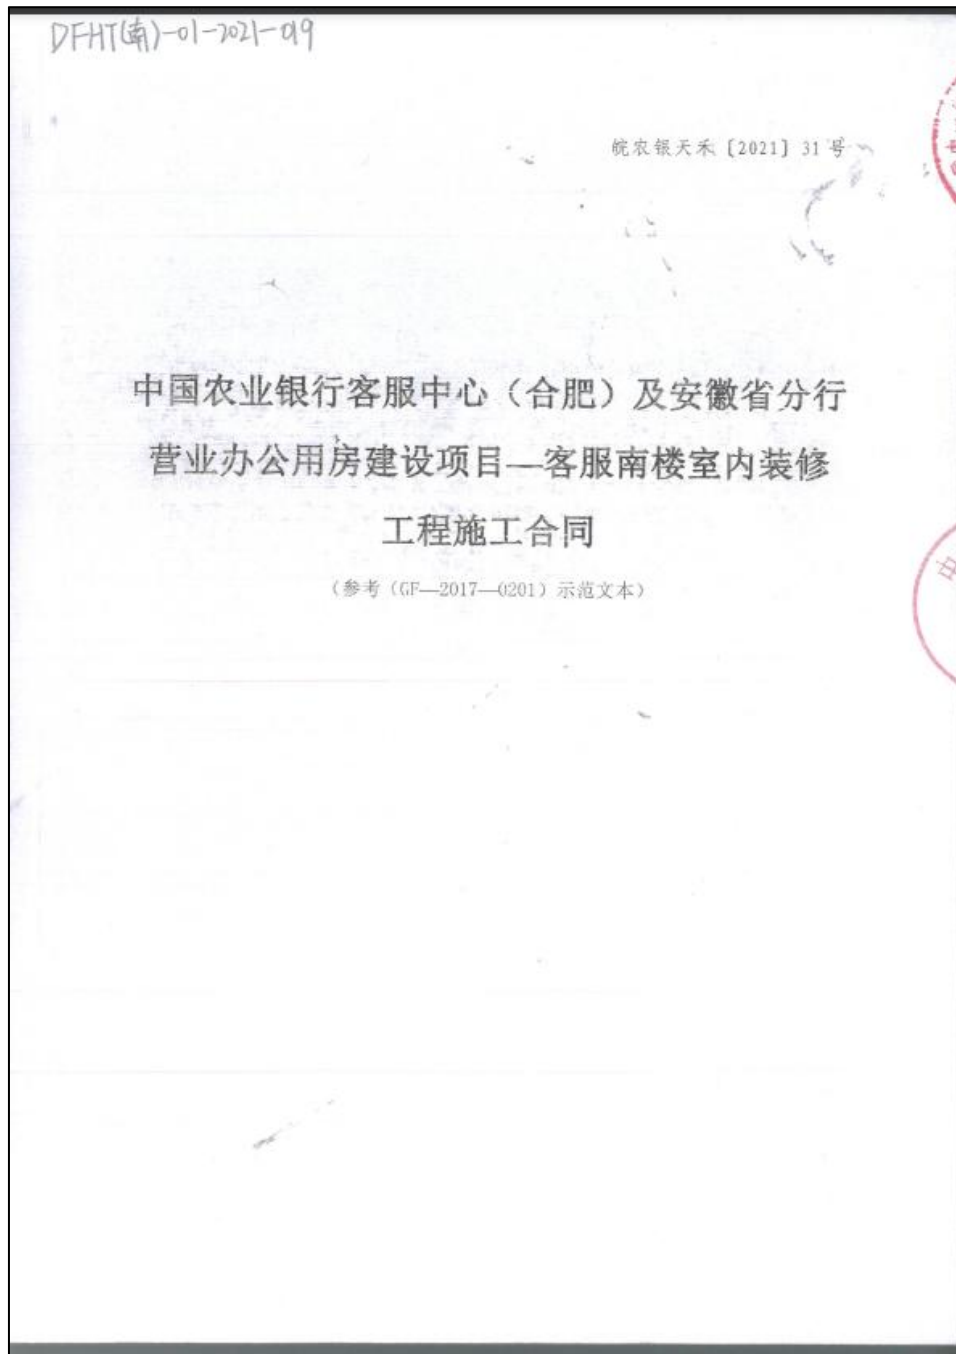 DFHT(南)-01-2021-019
皖农银天禾〔2021〕31号
中国农业银行客服中心（合肥）及安徽省分行
营业办公用房建设项目—客服南楼室内装修
工程施工合同
（参考（GF—2017—0201）示范文本）
中